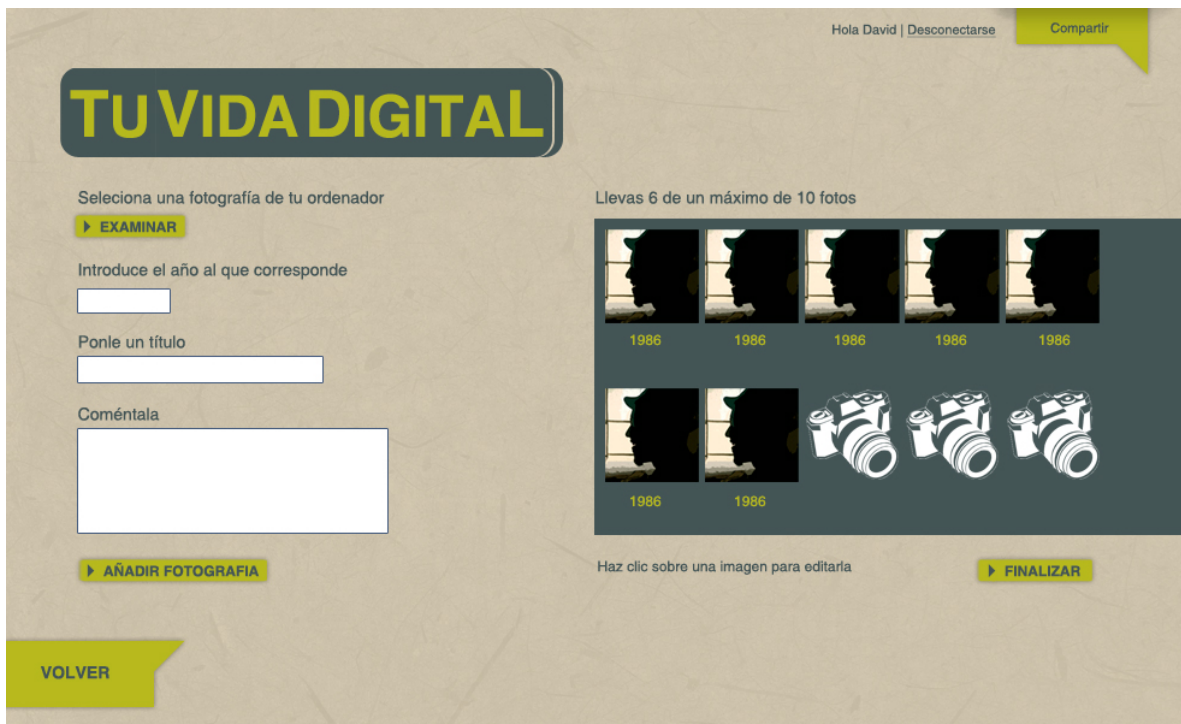 Hola David | Desconectarse
Compartir
TU VIDA DIGITAL
Seleciona una fotografía de tu ordenador
EXAMINAR
Introduce el año al que corresponde
Ponle un título
Coméntala
AÑADIR FOTOGRAFIA
Llevas 6 de un máximo de 10 fotos
1986 1986 1986 1986 1986
1986 1986
Haz clic sobre una imagen para editarla
FINALIZAR
VOLVER